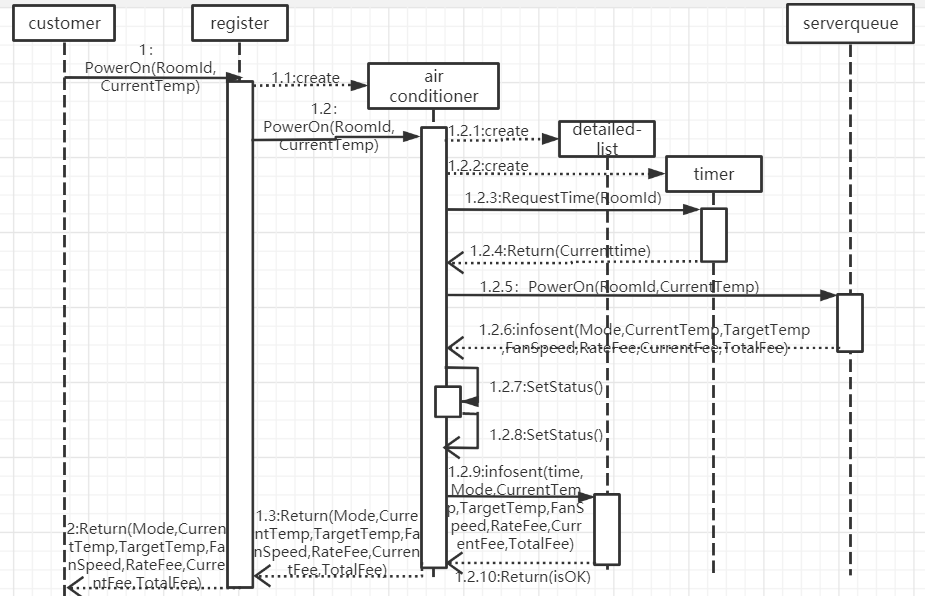 customer
register
serverqueue
1:
PowerOn(RoomId,
CurrentTemp)
1.1:create
air
conditioner
1.2:
PowerOn(RoomId,
CurrentTemp)
1.2.1:create
detailed-
list
1.2.2:create
timer
1.2.3:RequestTime(RoomId)
1.2.4:Return(Currenttime)
1.2.5: PowerOn(RoomId,CurrentTemp)
1.2.6:infosent(Mode,CurrentTemp,TargetTemp
,FanSpeed,RateFee,CurrentFee,TotalFee)
1.2.7:SetStatus()
1.2.8:SetStatus()
1.2.9:infosent(time,
Mode,CurrentTem
p,TargetTemp,FanS
peed,RateFee,Curr
entFee,TotalFee)
1.2.10:Return(isOK)
1.3:Return(Mode,Curre
ntTemp,TargetTemp,Fa
nSpeed,RateFee,Curren
tFee,TotalFee)
2:Return(Mode,Curren
tTemp,TargetTemp,Fa
nSpeed,RateFee,Curre
ntFee,TotalFee)